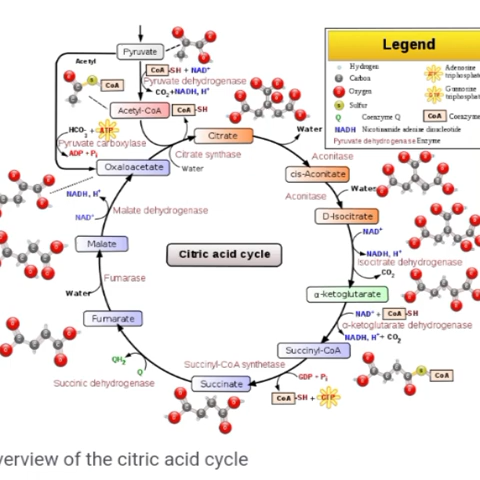 Pyruvate
Acetyl
CoA
CoA -SH + NAD⁺
Pyruvate dehydrogenase
CO₂+NADH, H⁺
Acetyl-CoA
CoA -SH
HCO₃⁻ + ATP
Pyruvate carboxylase
ADP + Pᵢ
Oxaloacetate
Citrate
Citrate synthase
Water
Water
Aconitase
cis-Aconitate
Aconitase
Water
D-Isocitrate
NAD⁺
NADH, H⁺
Isocitrate dehydrogenase
CO₂
α-ketoglutarate
NAD⁺ + CoA -SH
α-ketoglutarate dehydrogenase
NADH, H⁺+ CO₂
Succinyl-CoA
S CoA
Succinyl-CoA synthetase
GDP + Pᵢ
CoA -SH + GTP
Succinate
QH₂
Q
Succinic dehydrogenase
Fumarate
Water
Fumarase
Malate
NADH, H⁺
NAD⁺
Malate dehydrogenase
Citric acid cycle
Legend
Hydrogen
Carbon
Oxygen
Sulfur
Q Coenzyme Q
NADH Nicotinamide adenine dinucleotide
Pyruvate dehydrogenase Enzyme
Adenosine
triphosphat
Guanosine
triphosphat
CoA Coenzyme
verview of the citric acid cycle